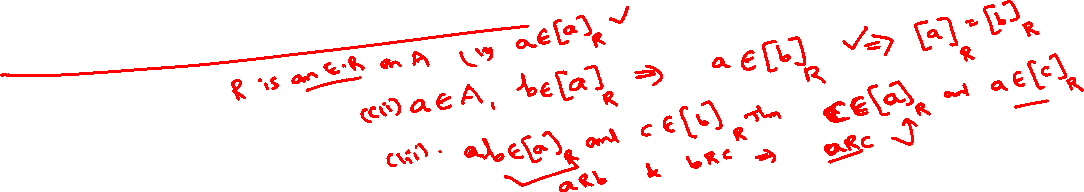 R is an E.R on A (i) a∈[a]_R ✓
(ii) a∈A, b∈[a]_R ⇒ a∈[b]_R ✓⇒ [a]_R = [b]_R
(iii). a,b∈[a]_R and c∈[b]_R Then c∈[a]_R and a∈[c]_R
aRb & bRc ⇒ aRc